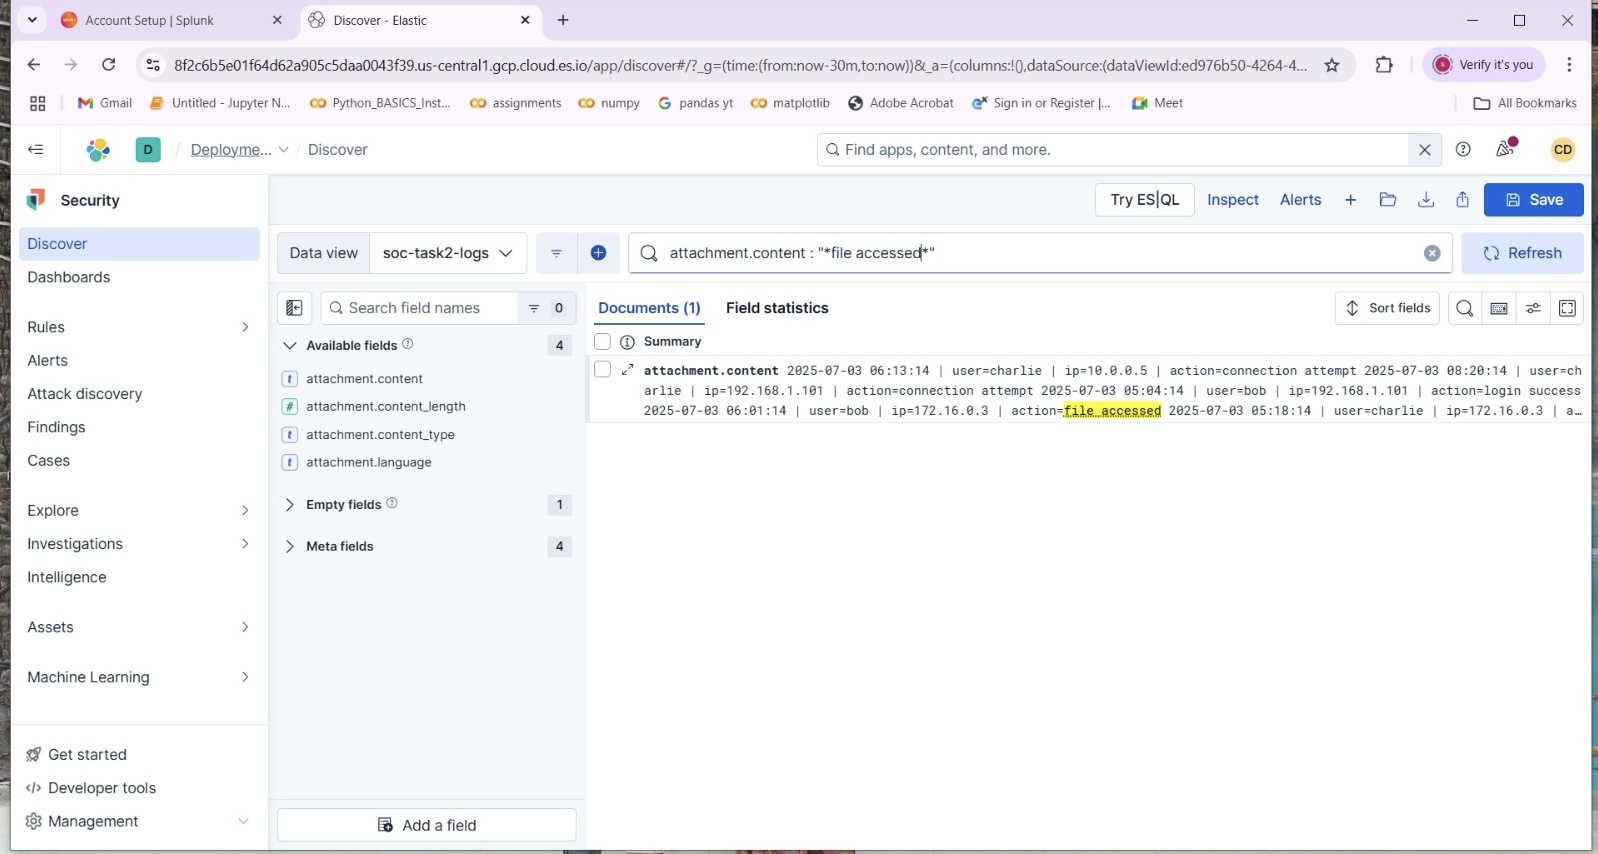 Account Setup | Splunk
Discover - Elastic
8f2c6b5e01f64d62a905c5daa0043f39.us-central1.gcp.cloud.es.io/app/discover#/?_g=(time:(from:now-30m,to:now))&_a=(columns:!(),dataSource:(dataViewId:ed976b50-4264-4...
Verify it's you
Gmail
Untitled - Jupyter N...
Python_BASICS_Inst...
assignments
numpy
pandas yt
matplotlib
Adobe Acrobat
Sign in or Register |...
Meet
All Bookmarks
D / Deployme... / Discover
Find apps, content, and more.
CD
Security
Try ES|QL
Inspect
Alerts
Save
Discover
Dashboards
Rules
Alerts
Attack discovery
Findings
Cases
Explore
Investigations
Intelligence
Assets
Machine Learning
Get started
Developer tools
Management
Data view soc-task2-logs
attachment.content : "*file accessed*"
Refresh
Search field names 0
Available fields 4
attachment.content
attachment.content_length
attachment.content_type
attachment.language
Empty fields 1
Meta fields 4
Add a field
Documents (1) Field statistics
Sort fields
Summary
attachment.content 2025-07-03 06:13:14 | user=charlie | ip=10.0.0.5 | action=connection attempt 2025-07-03 08:20:14 | user=ch
arlie | ip=192.168.1.101 | action=connection attempt 2025-07-03 05:04:14 | user=bob | ip=192.168.1.101 | action=login success
2025-07-03 06:01:14 | user=bob | ip=172.16.0.3 | action=file accessed 2025-07-03 05:18:14 | user=charlie | ip=172.16.0.3 | a…